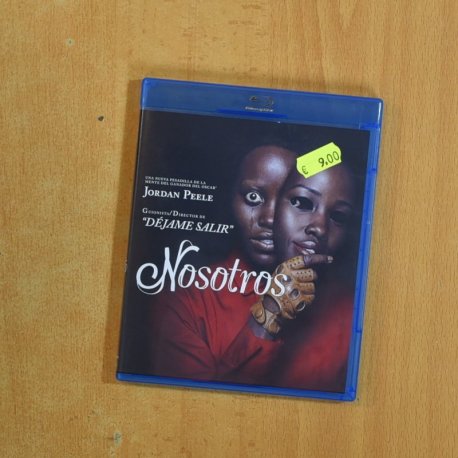 UNA NUEVA PESADILLA DE LA
MENTE DEL GANADOR DEL OSCAR®
JORDAN PEELE
GUIONISTA/DIRECTOR DE
"DÉJAME SALIR"
Nosotros
€ 9,00